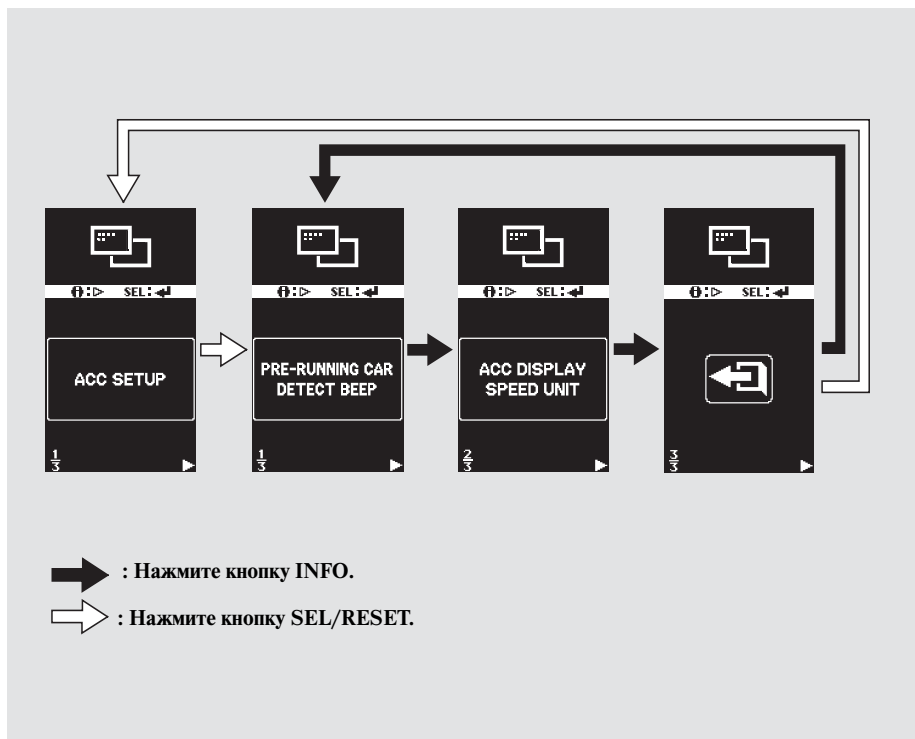 SEL:
SEL:
SEL:
SEL:
ACC SETUP
PRE-RUNNING CAR
DETECT BEEP
ACC DISPLAY
SPEED UNIT
1/3
1/3
2/3
3/3
: Нажмите кнопку INFO.
: Нажмите кнопку SEL/RESET.